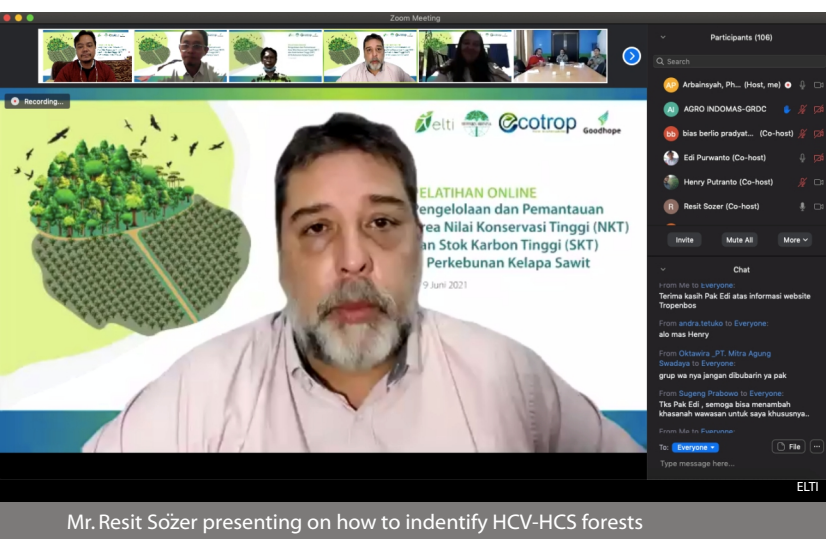 Zoom Meeting
Recording...
elti
ecotrop
Goodhope
ELATIHAN ONLINE
engelolaan dan Pemantauan
rea Nilai Konservasi Tinggi (NKT)
an Stok Karbon Tinggi (SKT)
Perkebunan Kelapa Sawit
9 Juni 2021
Participants (106)
Search
AP Arbainsyah, Ph... (Host, me)
AI AGRO INDOMAS-GRDC
bb bias berlio pradyat... (Co-host)
Edi Purwanto (Co-host)
Henry Putranto (Co-host)
R Resit Sozer (Co-host)
Invite Mute All More
Chat
From Me to Everyone:
Terima kasih Pak Edi atas informasi website
Tropenbos
From andra.tetuko to Everyone:
alo mas Henry
From Oktawira _PT. Mitra Agung
Swadaya to Everyone:
grup wa nya jangan dibubarin ya pak
From Sugeng Prabowo to Everyone:
Tks Pak Edi , semoga bisa menambah
khasanah wawasan untuk saya khususnya..
From Me to Everyone:
To: Everyone File ...
Type message here...
ELTI
Mr. Resit Sözer presenting on how to indentify HCV-HCS forests